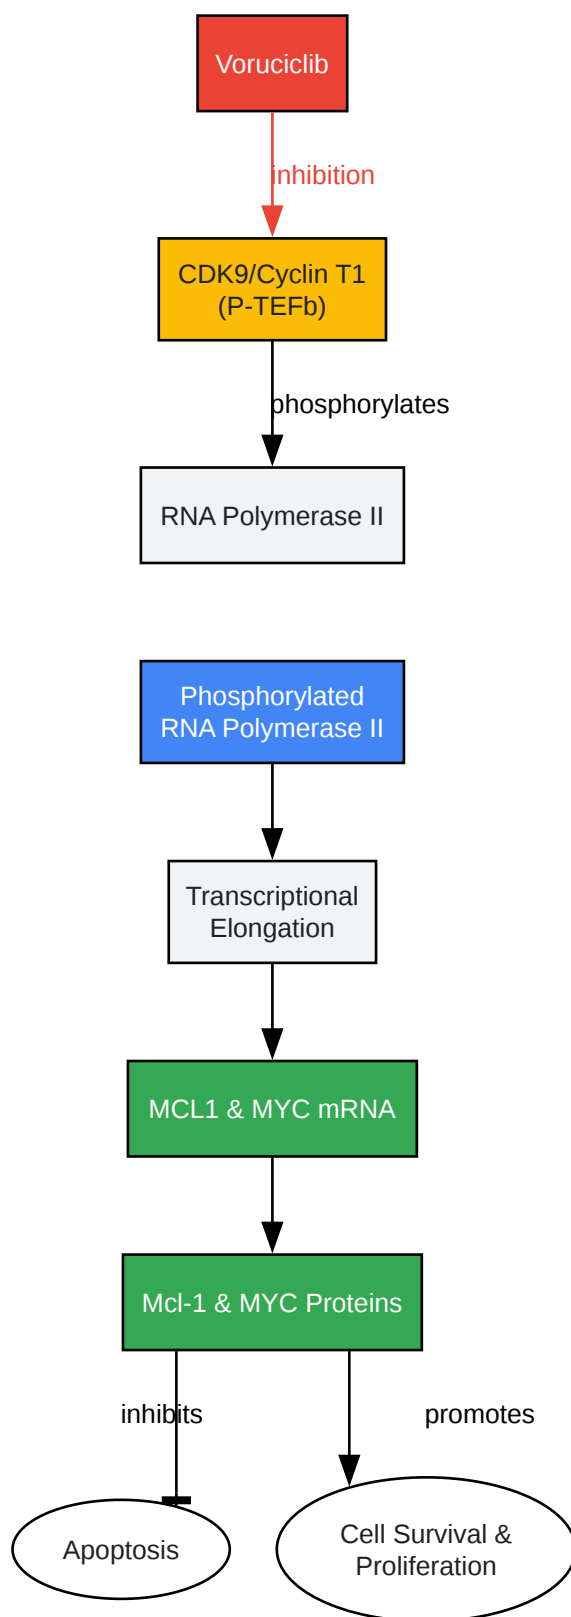 Voruciclib
inhibition
CDK9/Cyclin T1
(P-TEFb)
phosphorylates
RNA Polymerase II
Phosphorylated
RNA Polymerase II
Transcriptional
Elongation
MCL1 & MYC mRNA
Mcl-1 & MYC Proteins
inhibits
promotes
Apoptosis
Cell Survival &
Proliferation